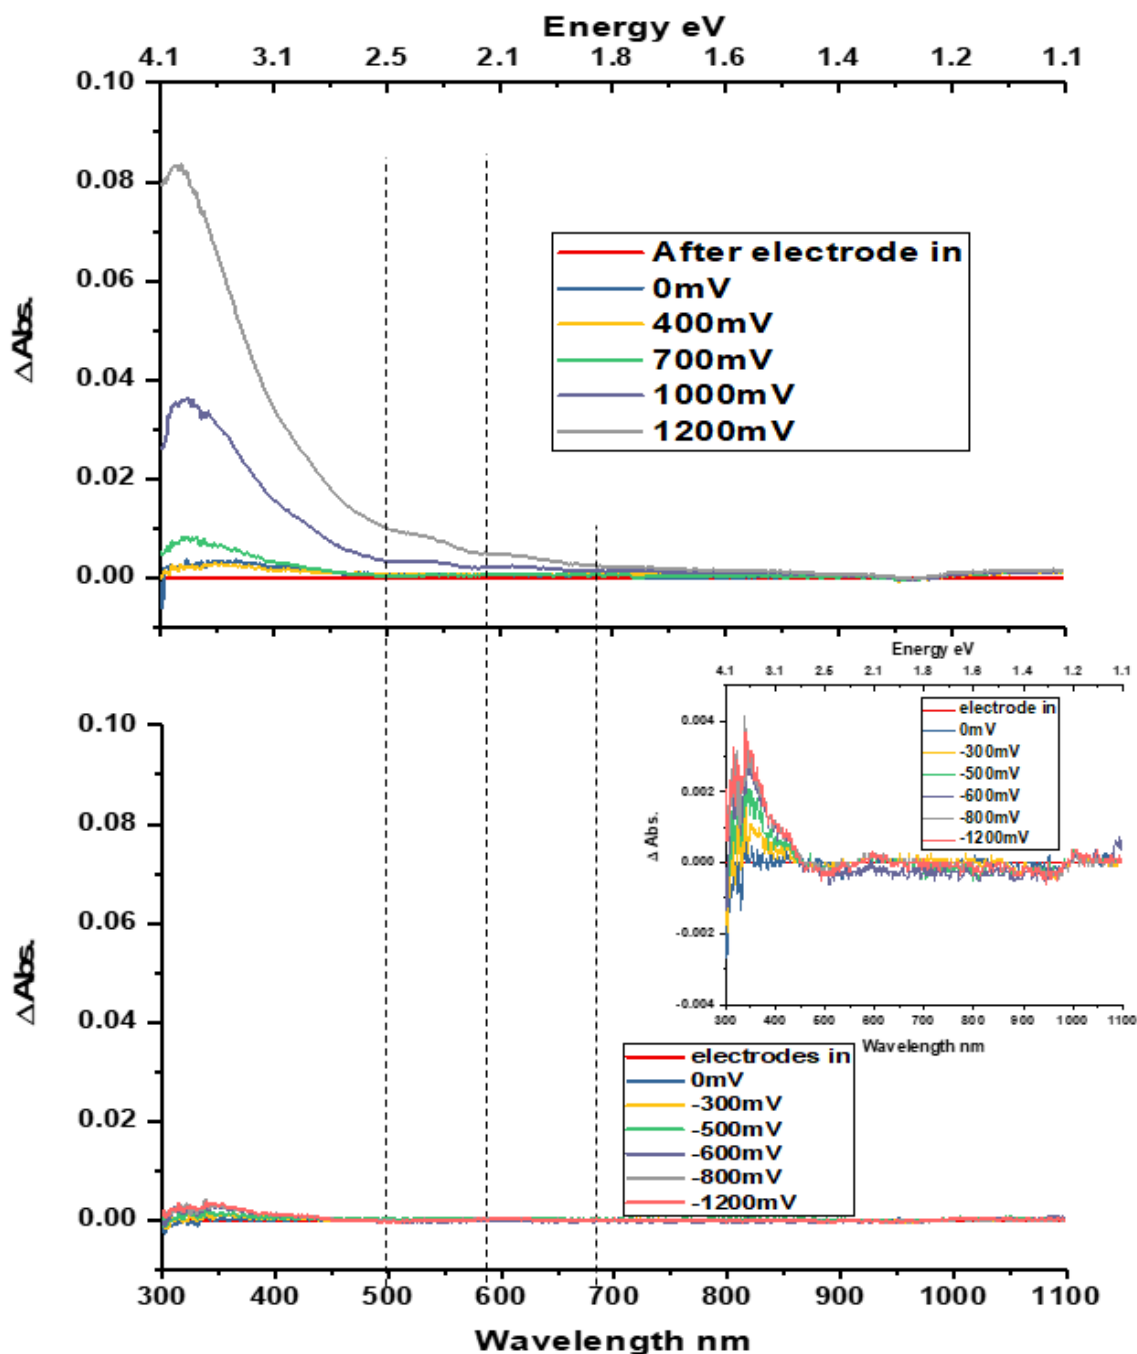 Energy eV
4.1 3.1 2.5 2.1 1.8 1.6 1.4 1.2 1.1
0.10
0.08
0.06
0.04
0.02
0.00
ΔAbs.
After electrode in
0mV
400mV
700mV
1000mV
1200mV
Energy eV
4.1 3.1 2.5 2.1 1.8 1.6 1.4 1.2 1.1
0.004
0.002
0.000
-0.002
-0.004
Δ Abs.
electrode in
0mV
-300mV
-500mV
-600mV
-800mV
-1200mV
300 400 500 600 700 800 900 1000 1100
Wavelength nm
0.10
0.08
0.06
0.04
0.02
0.00
ΔAbs.
electrodes in
0mV
-300mV
-500mV
-600mV
-800mV
-1200mV
300 400 500 600 700 800 900 1000 1100
Wavelength nm